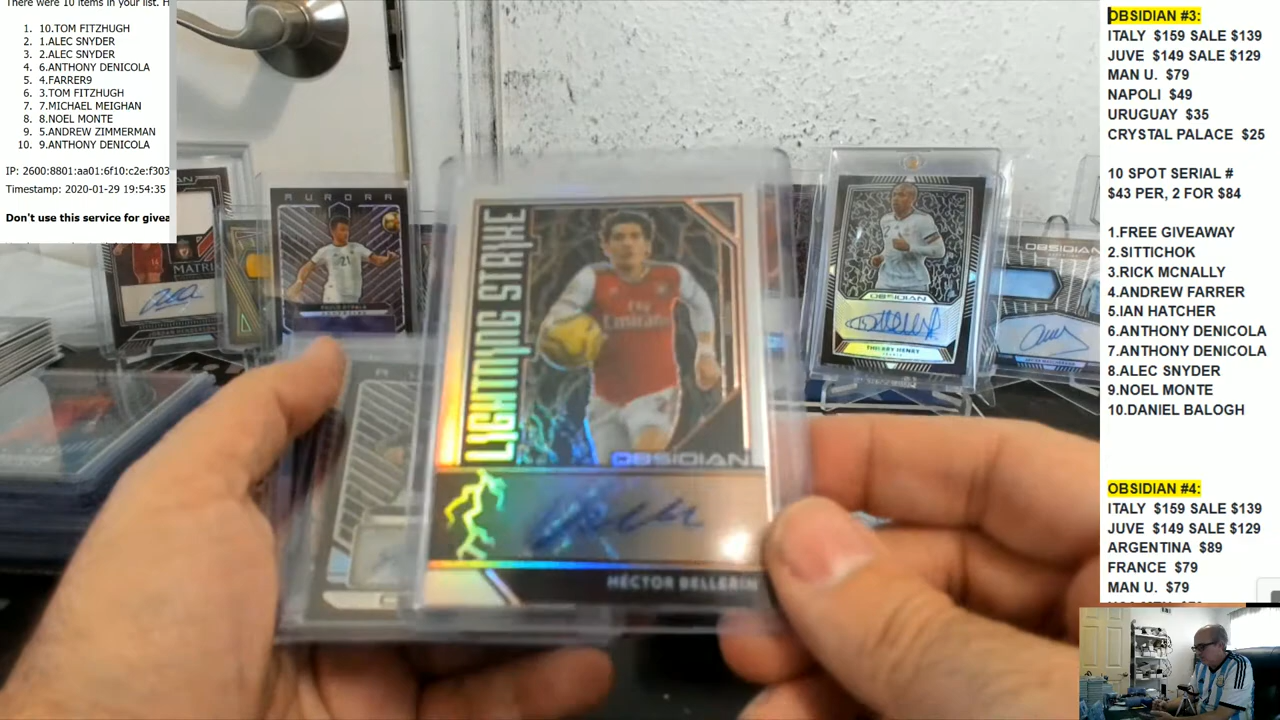 There were 10 items in your list. H
1. 10.TOM FITZHUGH
2. 1.ALEC SNYDER
3. 2.ALEC SNYDER
4. 6.ANTHONY DENICOLA
5. 4.FARRER9
6. 3.TOM FITZHUGH
7. 7.MICHAEL MEIGHAN
8. 8.NOEL MONTE
9. 5.ANDREW ZIMMERMAN
10. 9.ANTHONY DENICOLA
IP: 2600:8801:aa01:6f10:c2e:f303
Timestamp: 2020-01-29 19:54:35
Don't use this service for givea
MATRI
AURORA
21
LIGHTNING STRIKE
Fly
Emirates
OBSIDIAN
HÉCTOR BELLERÍN
OBSIDIAN
THIERRY HENRY
OBSIDIAN
OBSIDIAN #3:
ITALY $159 SALE $139
JUVE $149 SALE $129
MAN U. $79
NAPOLI $49
URUGUAY $35
CRYSTAL PALACE $25
10 SPOT SERIAL #
$43 PER, 2 FOR $84
1.FREE GIVEAWAY
2.SITTICHOK
3.RICK MCNALLY
4.ANDREW FARRER
5.IAN HATCHER
6.ANTHONY DENICOLA
7.ANTHONY DENICOLA
8.ALEC SNYDER
9.NOEL MONTE
10.DANIEL BALOGH
OBSIDIAN #4:
ITALY $159 SALE $139
JUVE $149 SALE $129
ARGENTINA $89
FRANCE $79
MAN U. $79